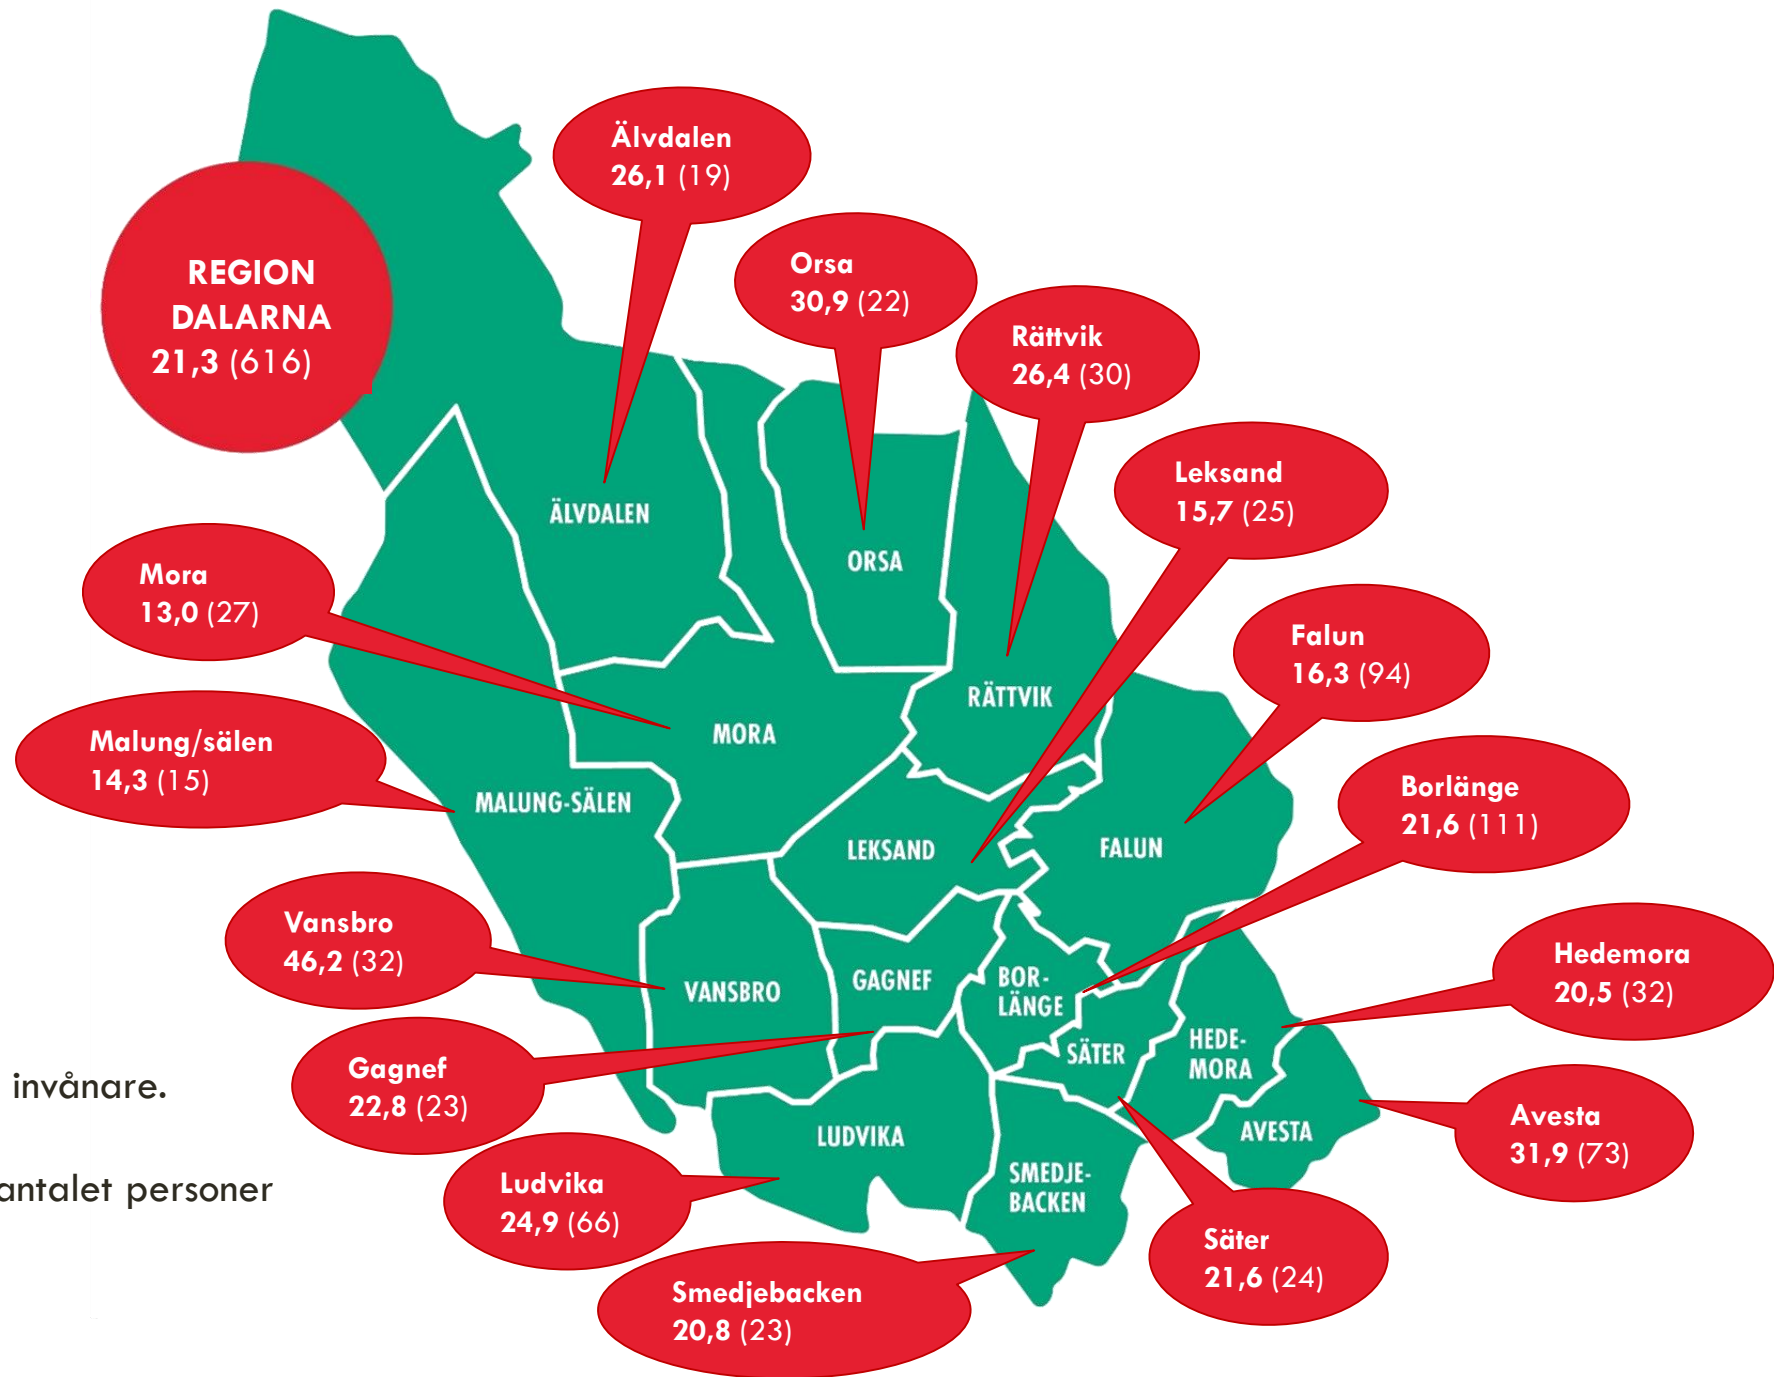 Älvdalen
26,1 (19)
REGION
DALARNA
21,3 (616)
Orsa
30,9 (22)
Rättvik
26,4 (30)
Leksand
15,7 (25)
ÄLVDALEN
ORSA
Mora
13,0 (27)
Falun
16,3 (94)
RÄTTVIK
MORA
Malung/sälen
14,3 (15)
MALUNG-SÄLEN
Borlänge
21,6 (111)
LEKSAND
FALUN
Vansbro
46,2 (32)
VANSBRO
GAGNEF
BOR-
LÄNGE
Hedemora
20,5 (32)
SÄTER
HEDE-
MORA
Gagnef
22,8 (23)
invånare.
LUDVIKA
AVESTA
Avesta
31,9 (73)
antalet personer
Ludvika
24,9 (66)
SMEDJE-
BACKEN
Säter
21,6 (24)
Smedjebacken
20,8 (23)